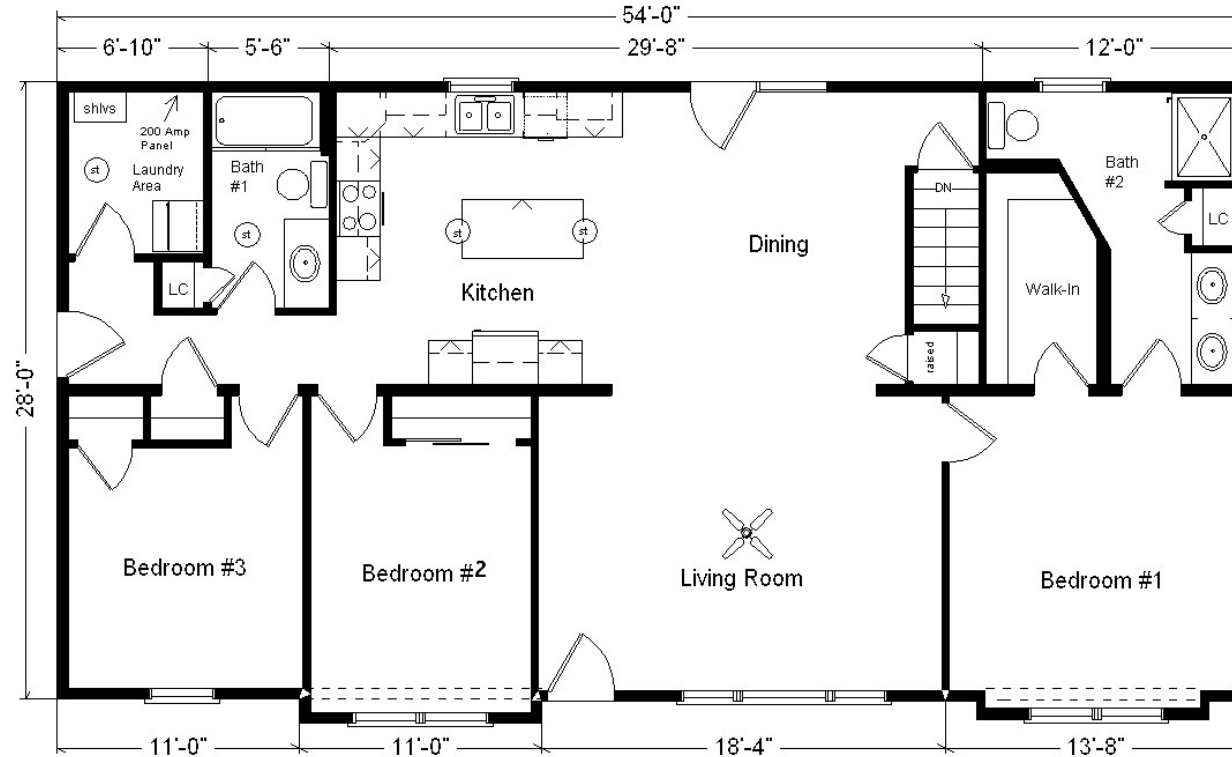 54'-0"
6'-10"
5'-6"
29'-8"
12'-0"
28'-0"
shlvs
200 Amp
Panel
st
Laundry
Area
Bath
#1
st
LC
Kitchen
st
st
Dining
DN
raised
Bath
#2
LC
Walk-In
Bedroom #3
Bedroom #2
Living Room
Bedroom #1
11'-0"
11'-0"
18'-4"
13'-8"